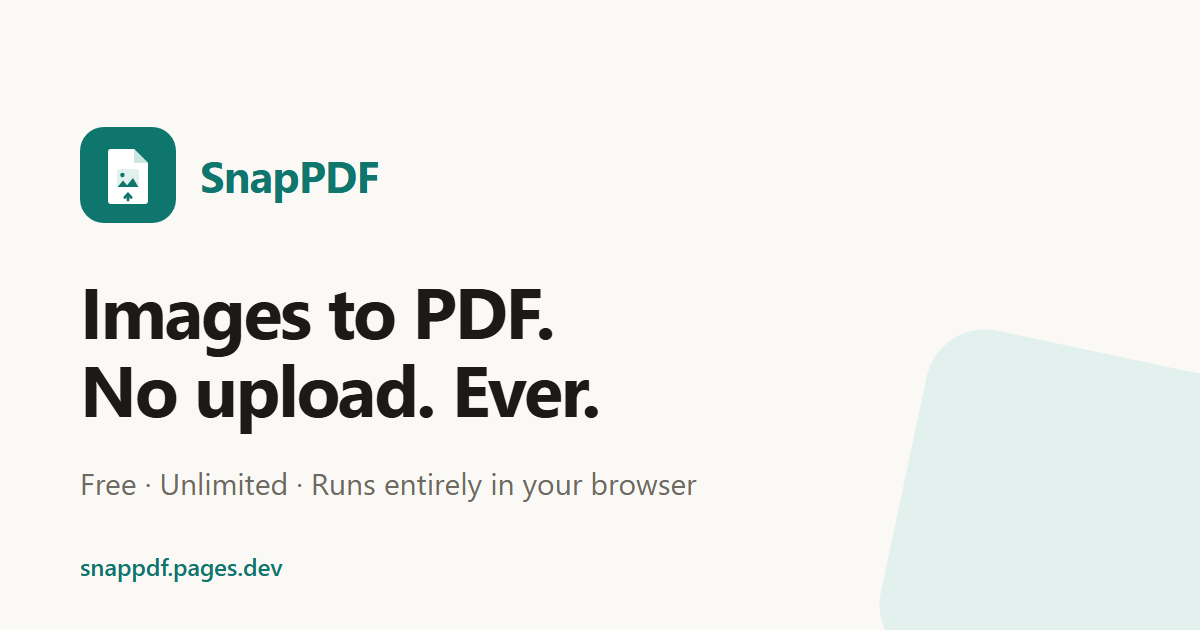 SnapPDF
Images to PDF.
No upload. Ever.
Free · Unlimited · Runs entirely in your browser
snappdf.pages.dev